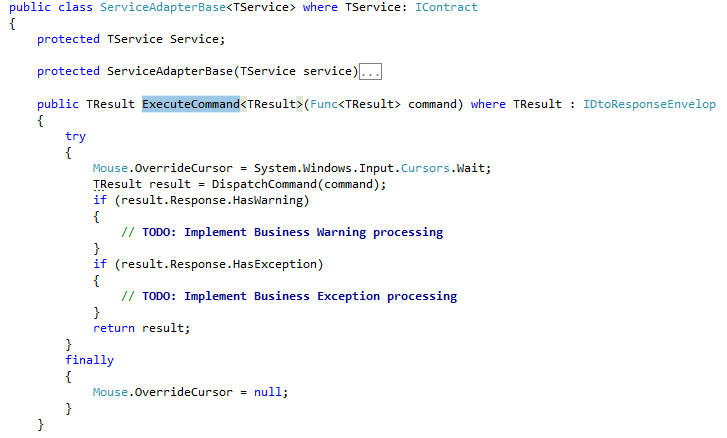 public class ServiceAdapterBase<TService> where TService: IContract
{
    protected TService Service;
    protected ServiceAdapterBase(TService service)...
    public TResult ExecuteCommand<TResult>(Func<TResult> command) where TResult : IDtoResponseEnvelop
    {
        try
        {
            Mouse.OverrideCursor = System.Windows.Input.Cursors.Wait;
            TResult result = DispatchCommand(command);
            if (result.Response.HasWarning)
            {
                // TODO: Implement Business Warning processing
            }
            if (result.Response.HasException)
            {
                // TODO: Implement Business Exception processing
            }
            return result;
        }
        finally
        {
            Mouse.OverrideCursor = null;
        }
    }